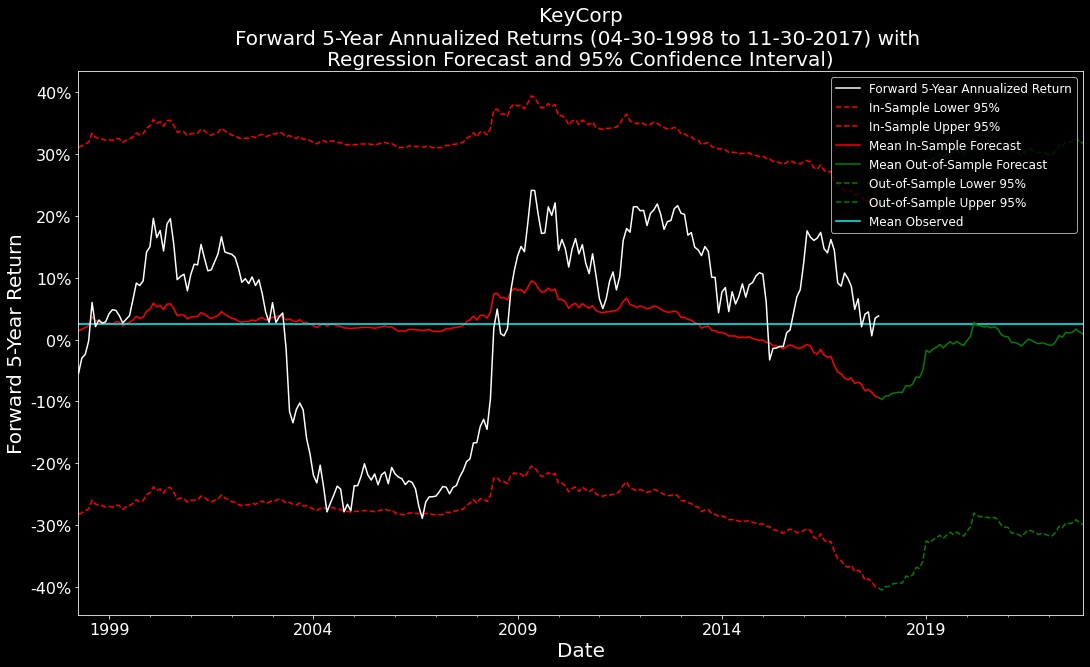 KeyCorp
Forward 5-Year Annualized Returns (04-30-1998 to 11-30-2017) with
Regression Forecast and 95% Confidence Interval)
Forward 5-Year Annualized Return
In-Sample Lower 95%
In-Sample Upper 95%
Mean In-Sample Forecast
Mean Out-of-Sample Forecast
Out-of-Sample Lower 95%
Out-of-Sample Upper 95%
Mean Observed
Forward 5-Year Return
40%
30%
20%
10%
0%
-10%
-20%
-30%
-40%
1999 2004 2009 2014 2019
Date